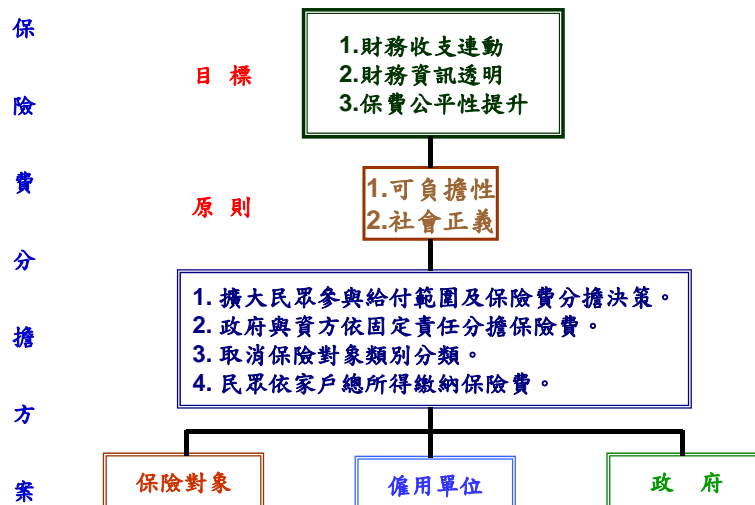 保險費分擔方案
目 標
1.財務收支連動
2.財務資訊透明
3.保費公平性提升
原 則
1.可負擔性
2.社會正義
1. 擴大民眾參與給付範圍及保險費分擔決策。
2. 政府與資方依固定責任分擔保險費。
3. 取消保險對象類別分類。
4. 民眾依家戶總所得繳納保險費。
保險對象
僱用單位
政 府